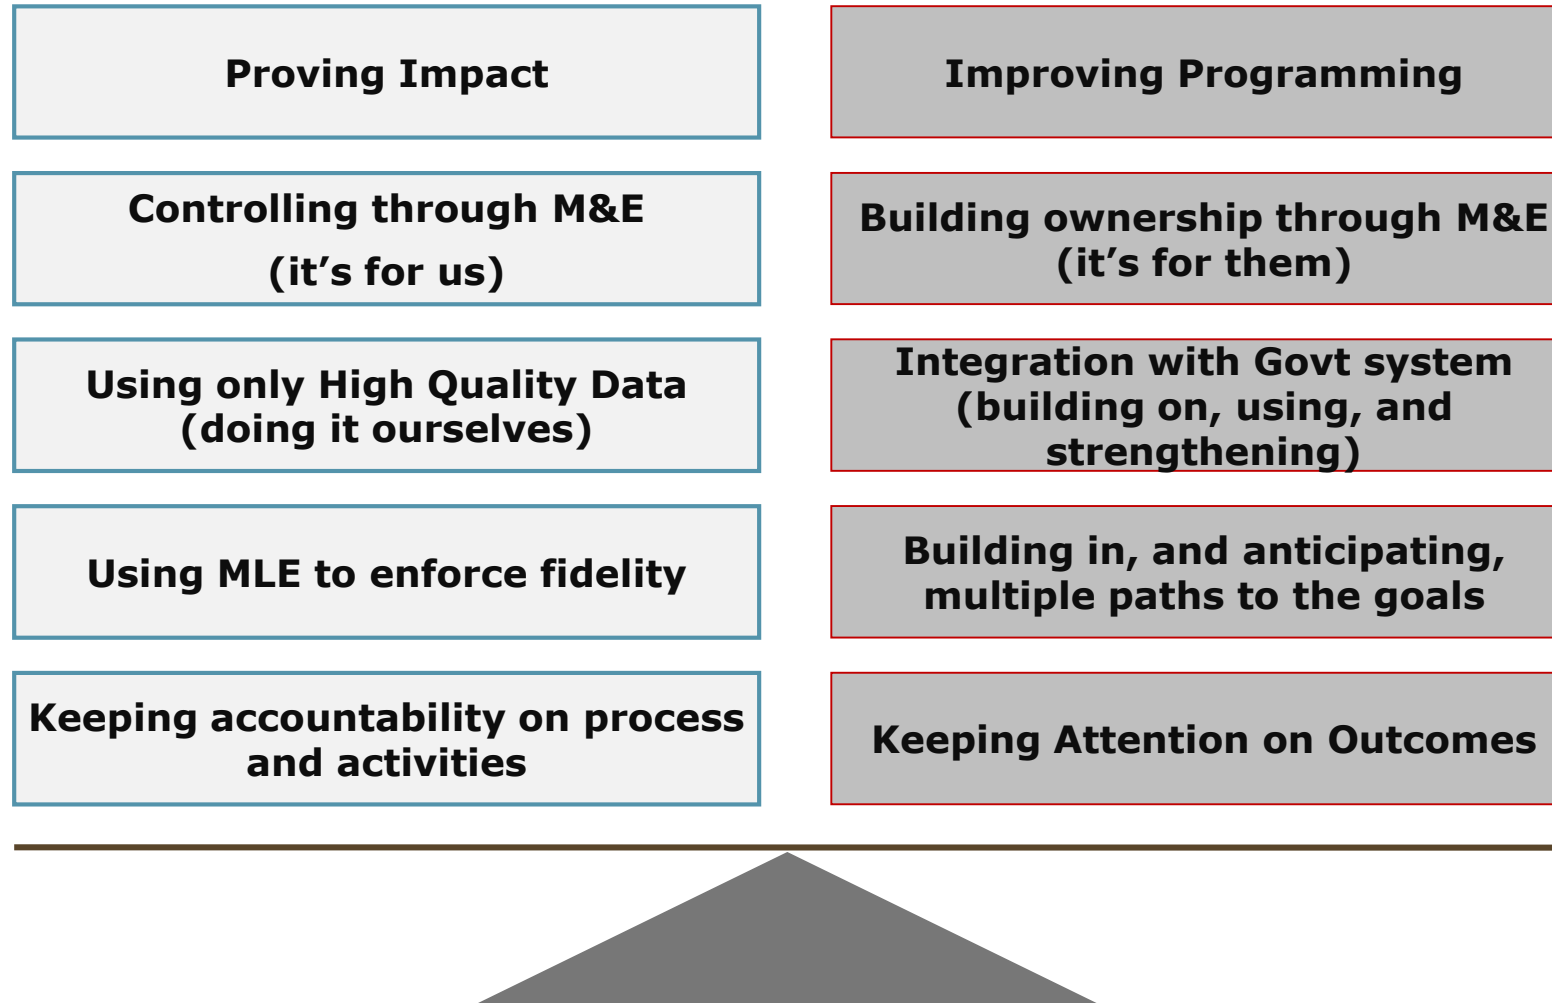 Proving Impact
Improving Programming
Controlling through M&E
(it’s for us)
Building ownership through M&E
(it’s for them)
Using only High Quality Data
(doing it ourselves)
Integration with Govt system
(building on, using, and
strengthening)
Using MLE to enforce fidelity
Building in, and anticipating,
multiple paths to the goals
Keeping accountability on process
and activities
Keeping Attention on Outcomes